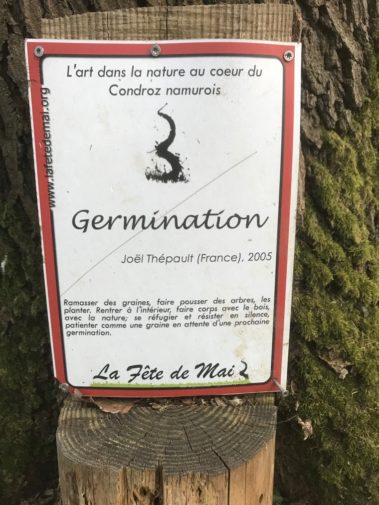 L'art dans la nature au coeur du
Condroz namurois
www.lafetedemai.org
Germination
Joël Thépault (France), 2005
Ramasser des graines, faire pousser des arbres, les
planter. Rentrer à l'intérieur, faire corps avec le bois,
avec la nature; se réfugier et résister en silence,
patienter comme une graine en attente d'une prochaine
germination.
La Fête de Mai